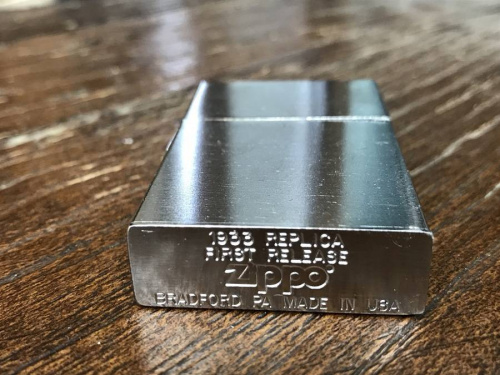 1933 REPLICA
FIRST RELEASE
Zippo
BRADFORD PA MADE IN USA